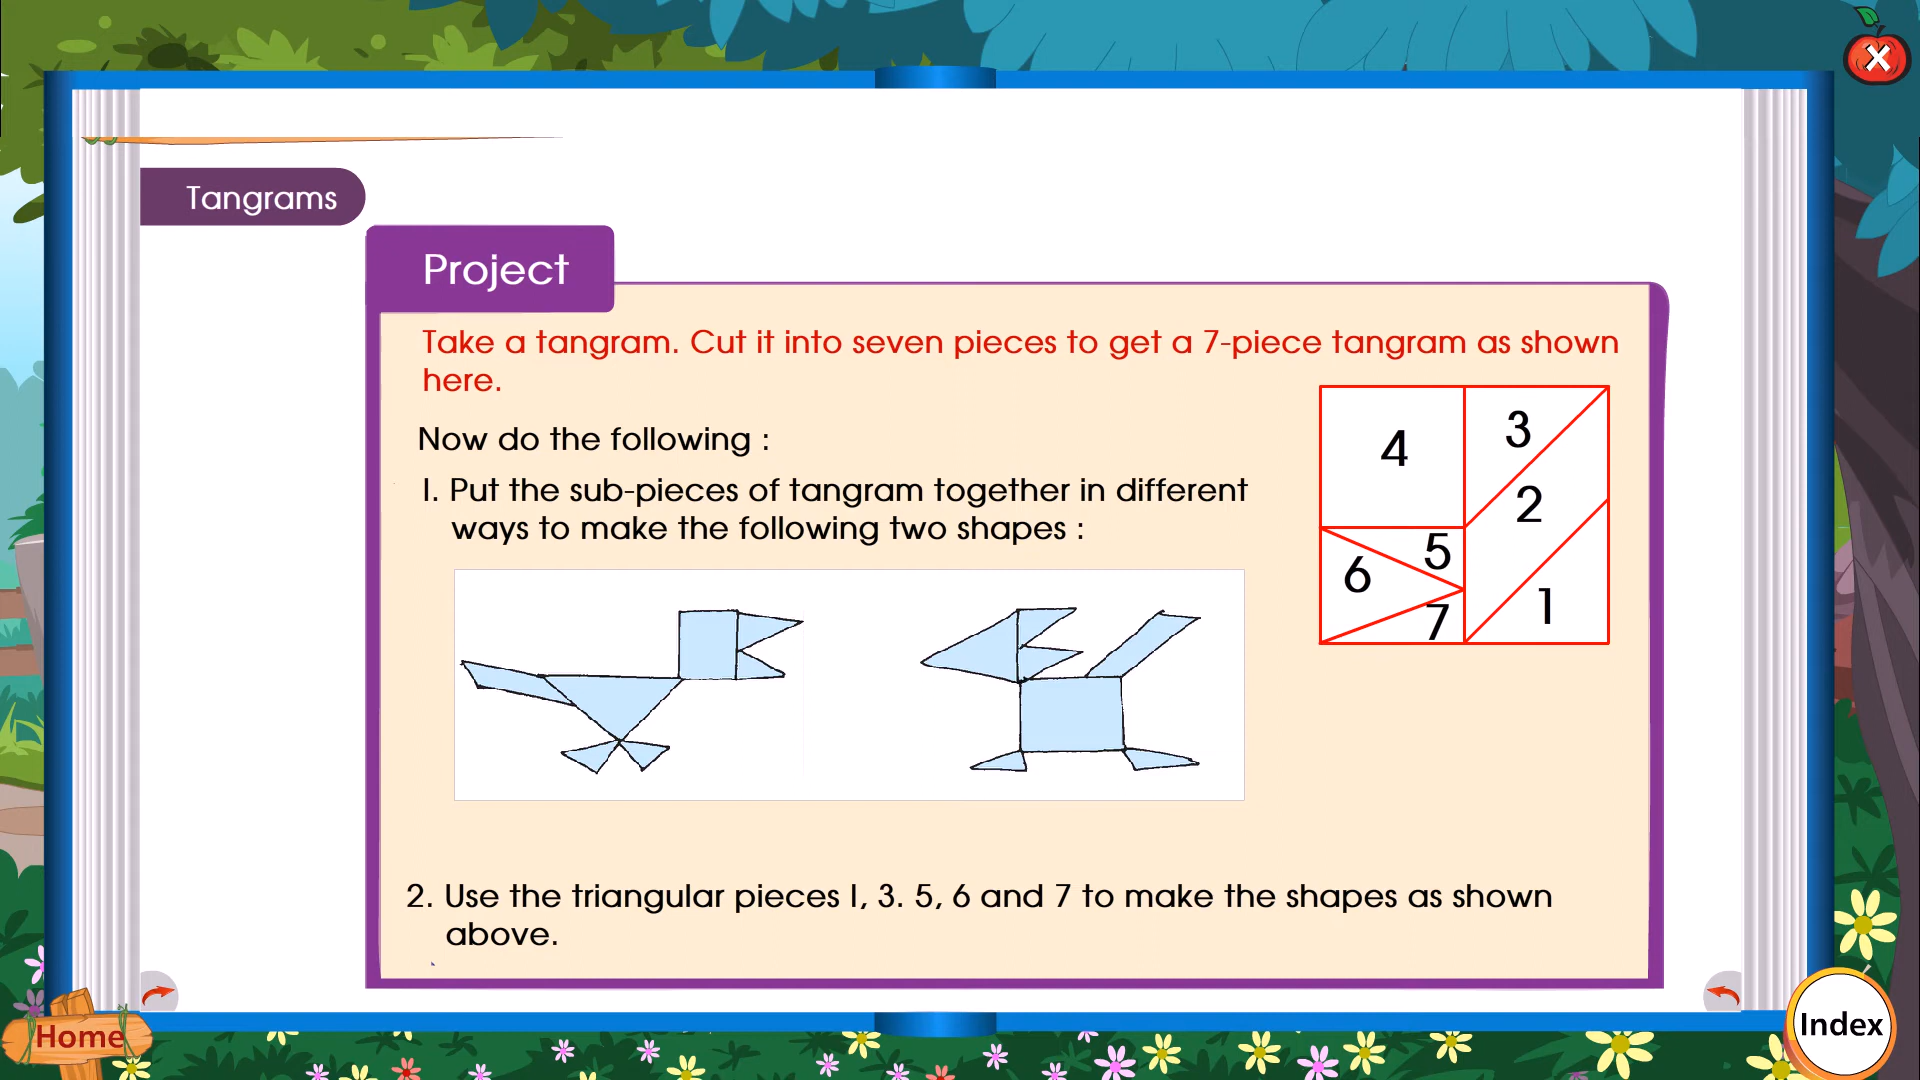 Tangrams
Project
Take a tangram. Cut it into seven pieces to get a 7-piece tangram as shown
here.
Now do the following :
I. Put the sub-pieces of tangram together in different
ways to make the following two shapes :
4
3
2
5
6
7
1
2. Use the triangular pieces I, 3. 5, 6 and 7 to make the shapes as shown
above.
Home
Index
X